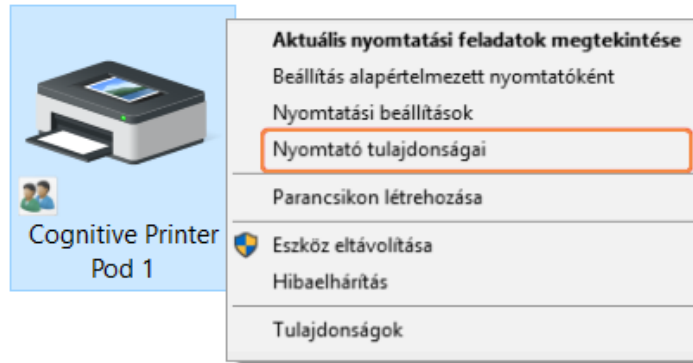 Cognitive Printer
Pod 1
Aktuális nyomtatási feladatok megtekintése
Beállítás alapértelmezett nyomtatóként
Nyomtatási beállítások
Nyomtató tulajdonságai
Parancsikon létrehozása
Eszköz eltávolítása
Hibaelhárítás
Tulajdonságok